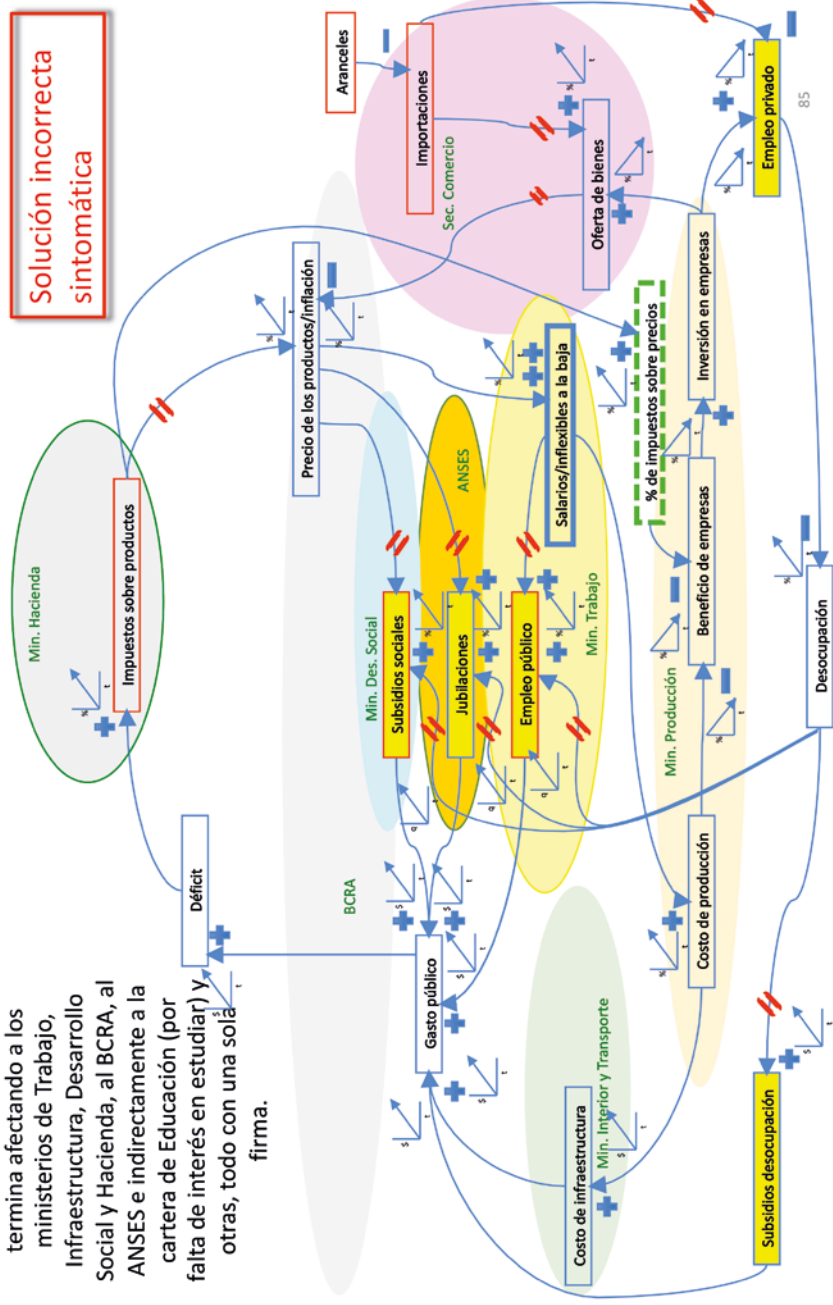 termina afectando a los
ministerios de Trabajo,
Infraestructura, Desarrollo
Social y Hacienda, al BCRA, al
ANSES e indirectamente a la
cartera de Educación (por
falta de interés en estudiar) y
otras, todo con una sola
firma.
Solución incorrecta
sintomática
Min. Hacienda
Impuestos sobre productos
Déficit
Aranceles
Importaciones
Sec. Comercio
Oferta de bienes
Precio de los productos/inflación
BCRA
Min. Des. Social
Subsidios sociales
ANSES
Jubilaciones
Gasto público
Empleo público
Salarios/inflexibles a la baja
Min. Trabajo
Costo de infraestructura
Min. Interior y Transporte
% de impuestos sobre precios
Min. Producción
Costo de producción
Beneficio de empresas
Inversión en empresas
Empleo privado
Subsidios desocupación
Desocupación
85